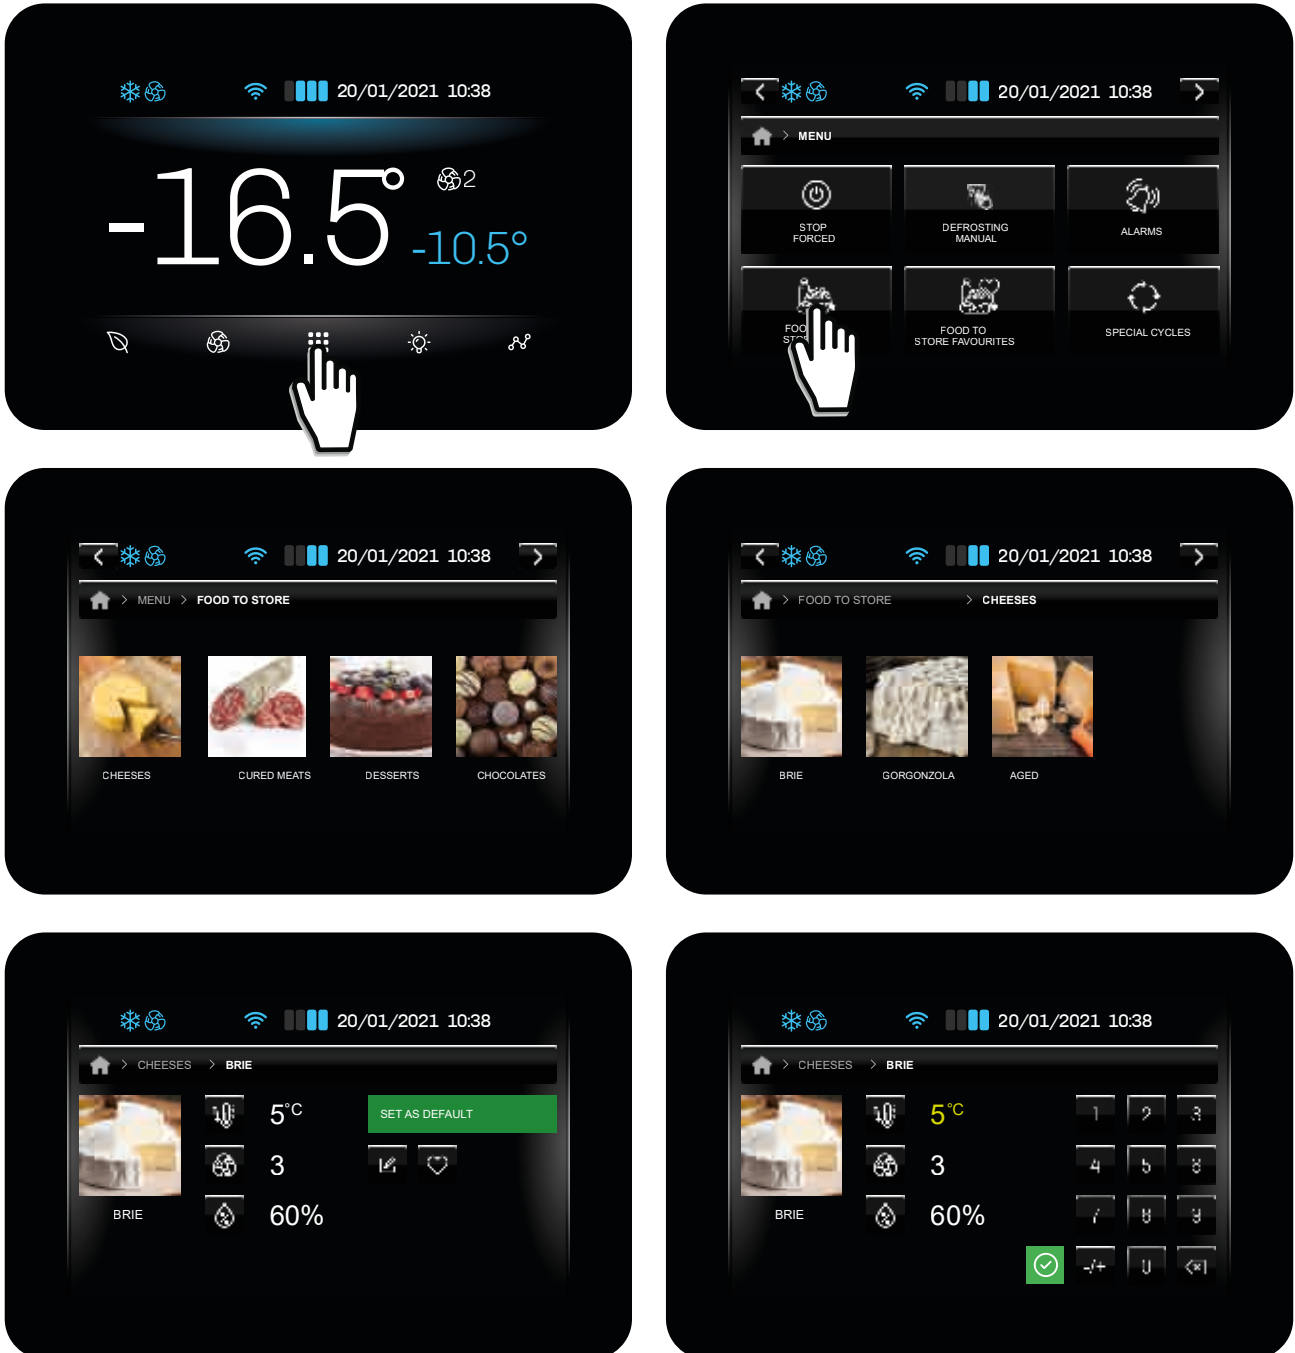 20/01/2021 10:38
-16.5°
2
-10.5°
20/01/2021 10:38
> MENU
STOP
FORCED
DEFROSTING
MANUAL
ALARMS
FOOD TO
STORE FAVOURITES
SPECIAL CYCLES
20/01/2021 10:38
> MENU > FOOD TO STORE
CHEESES
CURED MEATS
DESSERTS
CHOCOLATES
20/01/2021 10:38
> FOOD TO STORE > CHEESES
BRIE
GORGONZOLA
AGED
20/01/2021 10:38
> CHEESES > BRIE
5°C
SET AS DEFAULT
3
60%
BRIE
20/01/2021 10:38
> CHEESES > BRIE
5°C
1 2 3
3
4 5 6
60%
7 8 9
BRIE
-/+ 0